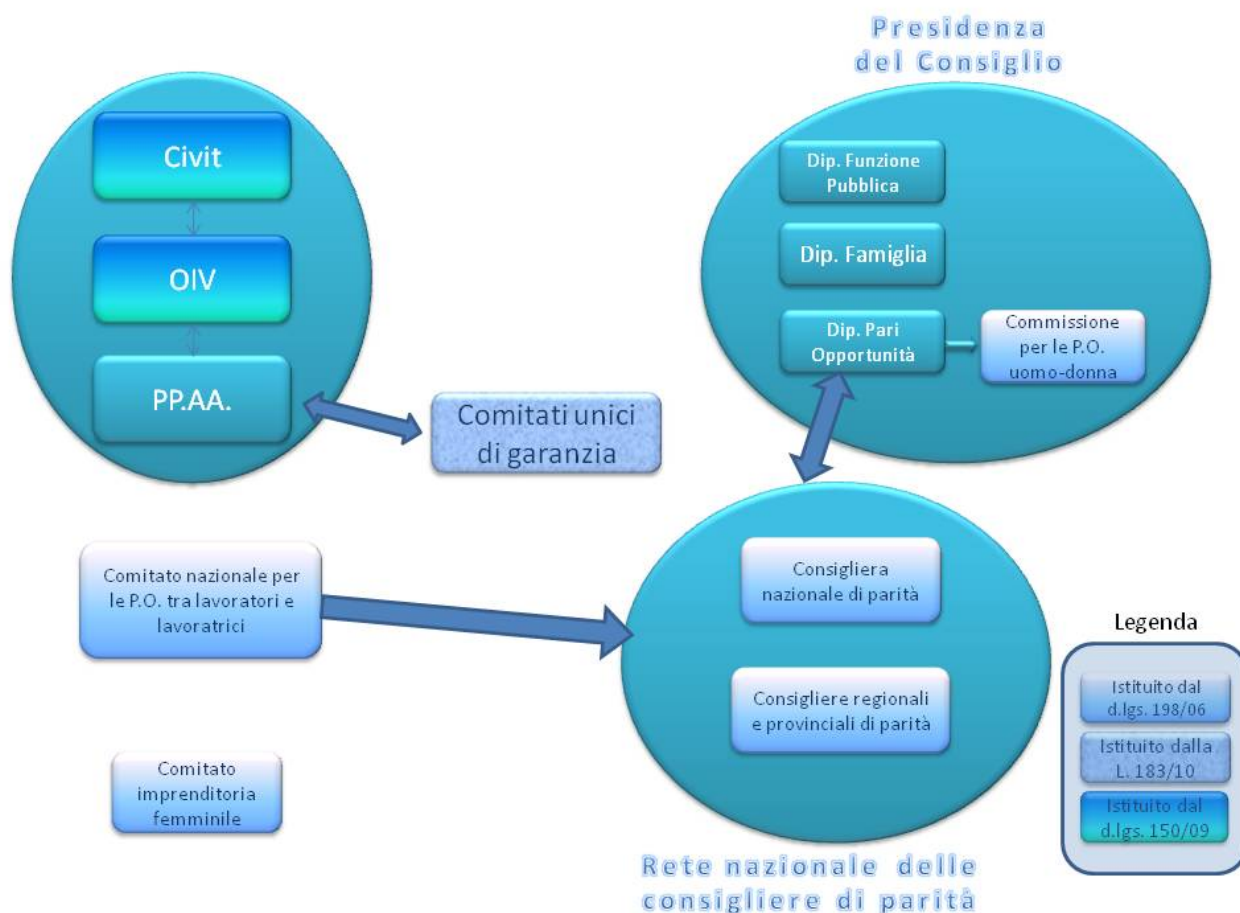 Presidenza
del Consiglio
Civit
OIV
PP.AA.
Dip. Funzione
Pubblica
Dip. Famiglia
Dip. Pari
Opportunità
Commissione
per le P.O.
uomo-donna
Comitati unici
di garanzia
Comitato nazionale per
le P.O. tra lavoratori e
lavoratrici
Consigliera
nazionale di parità
Consigliere regionali
e provinciali di parità
Comitato
imprenditoria
femminile
Legenda
Istituito dal
d.lgs. 198/06
Istituito dalla
L. 183/10
Istituito dal
d.lgs. 150/09
Rete nazionale delle
consigliere di parità